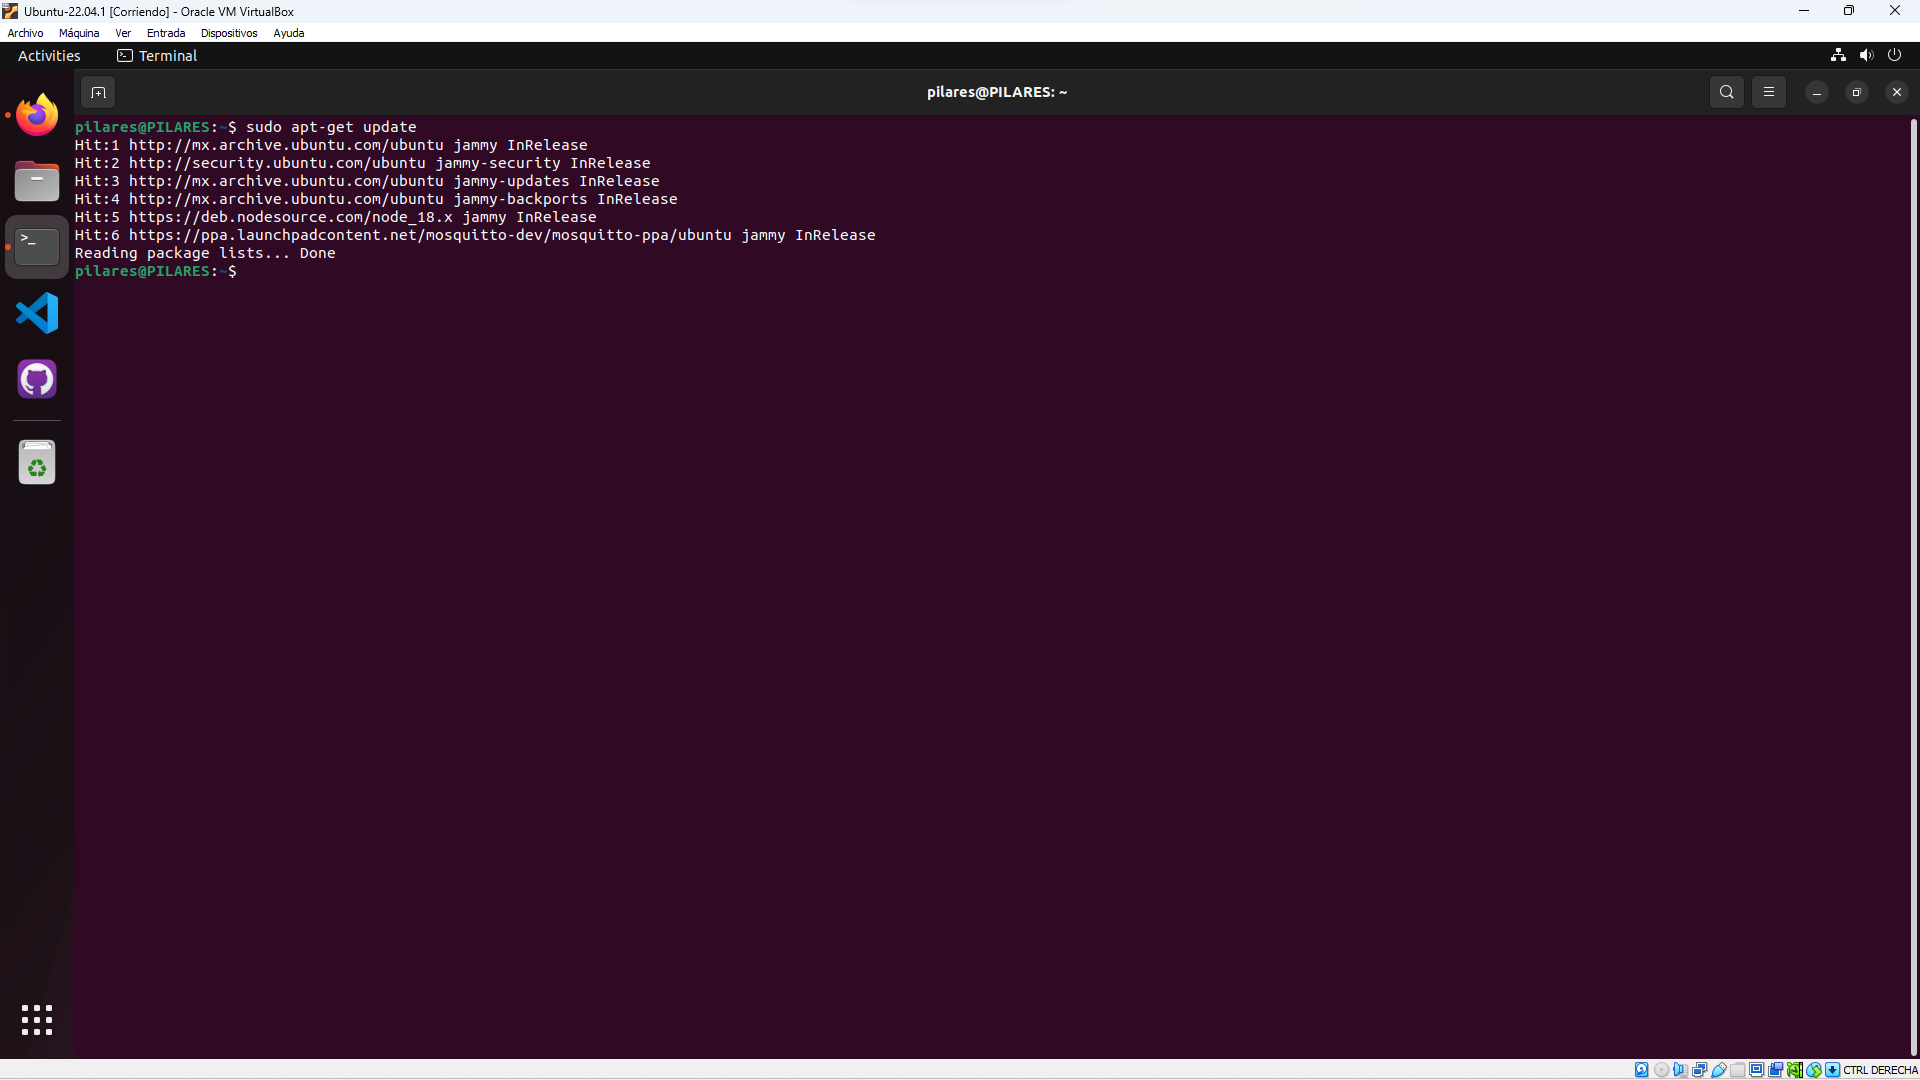 Ubuntu-22.04.1 [Corriendo] - Oracle VM VirtualBox
Archivo Máquina Ver Entrada Dispositivos Ayuda
Activities Terminal
pilares@PILARES: ~
pilares@PILARES:~$ sudo apt-get update
Hit:1 http://mx.archive.ubuntu.com/ubuntu jammy InRelease
Hit:2 http://security.ubuntu.com/ubuntu jammy-security InRelease
Hit:3 http://mx.archive.ubuntu.com/ubuntu jammy-updates InRelease
Hit:4 http://mx.archive.ubuntu.com/ubuntu jammy-backports InRelease
Hit:5 https://deb.nodesource.com/node_18.x jammy InRelease
Hit:6 https://ppa.launchpadcontent.net/mosquitto-dev/mosquitto-ppa/ubuntu jammy InRelease
Reading package lists... Done
pilares@PILARES:~$
CTRL DERECHA